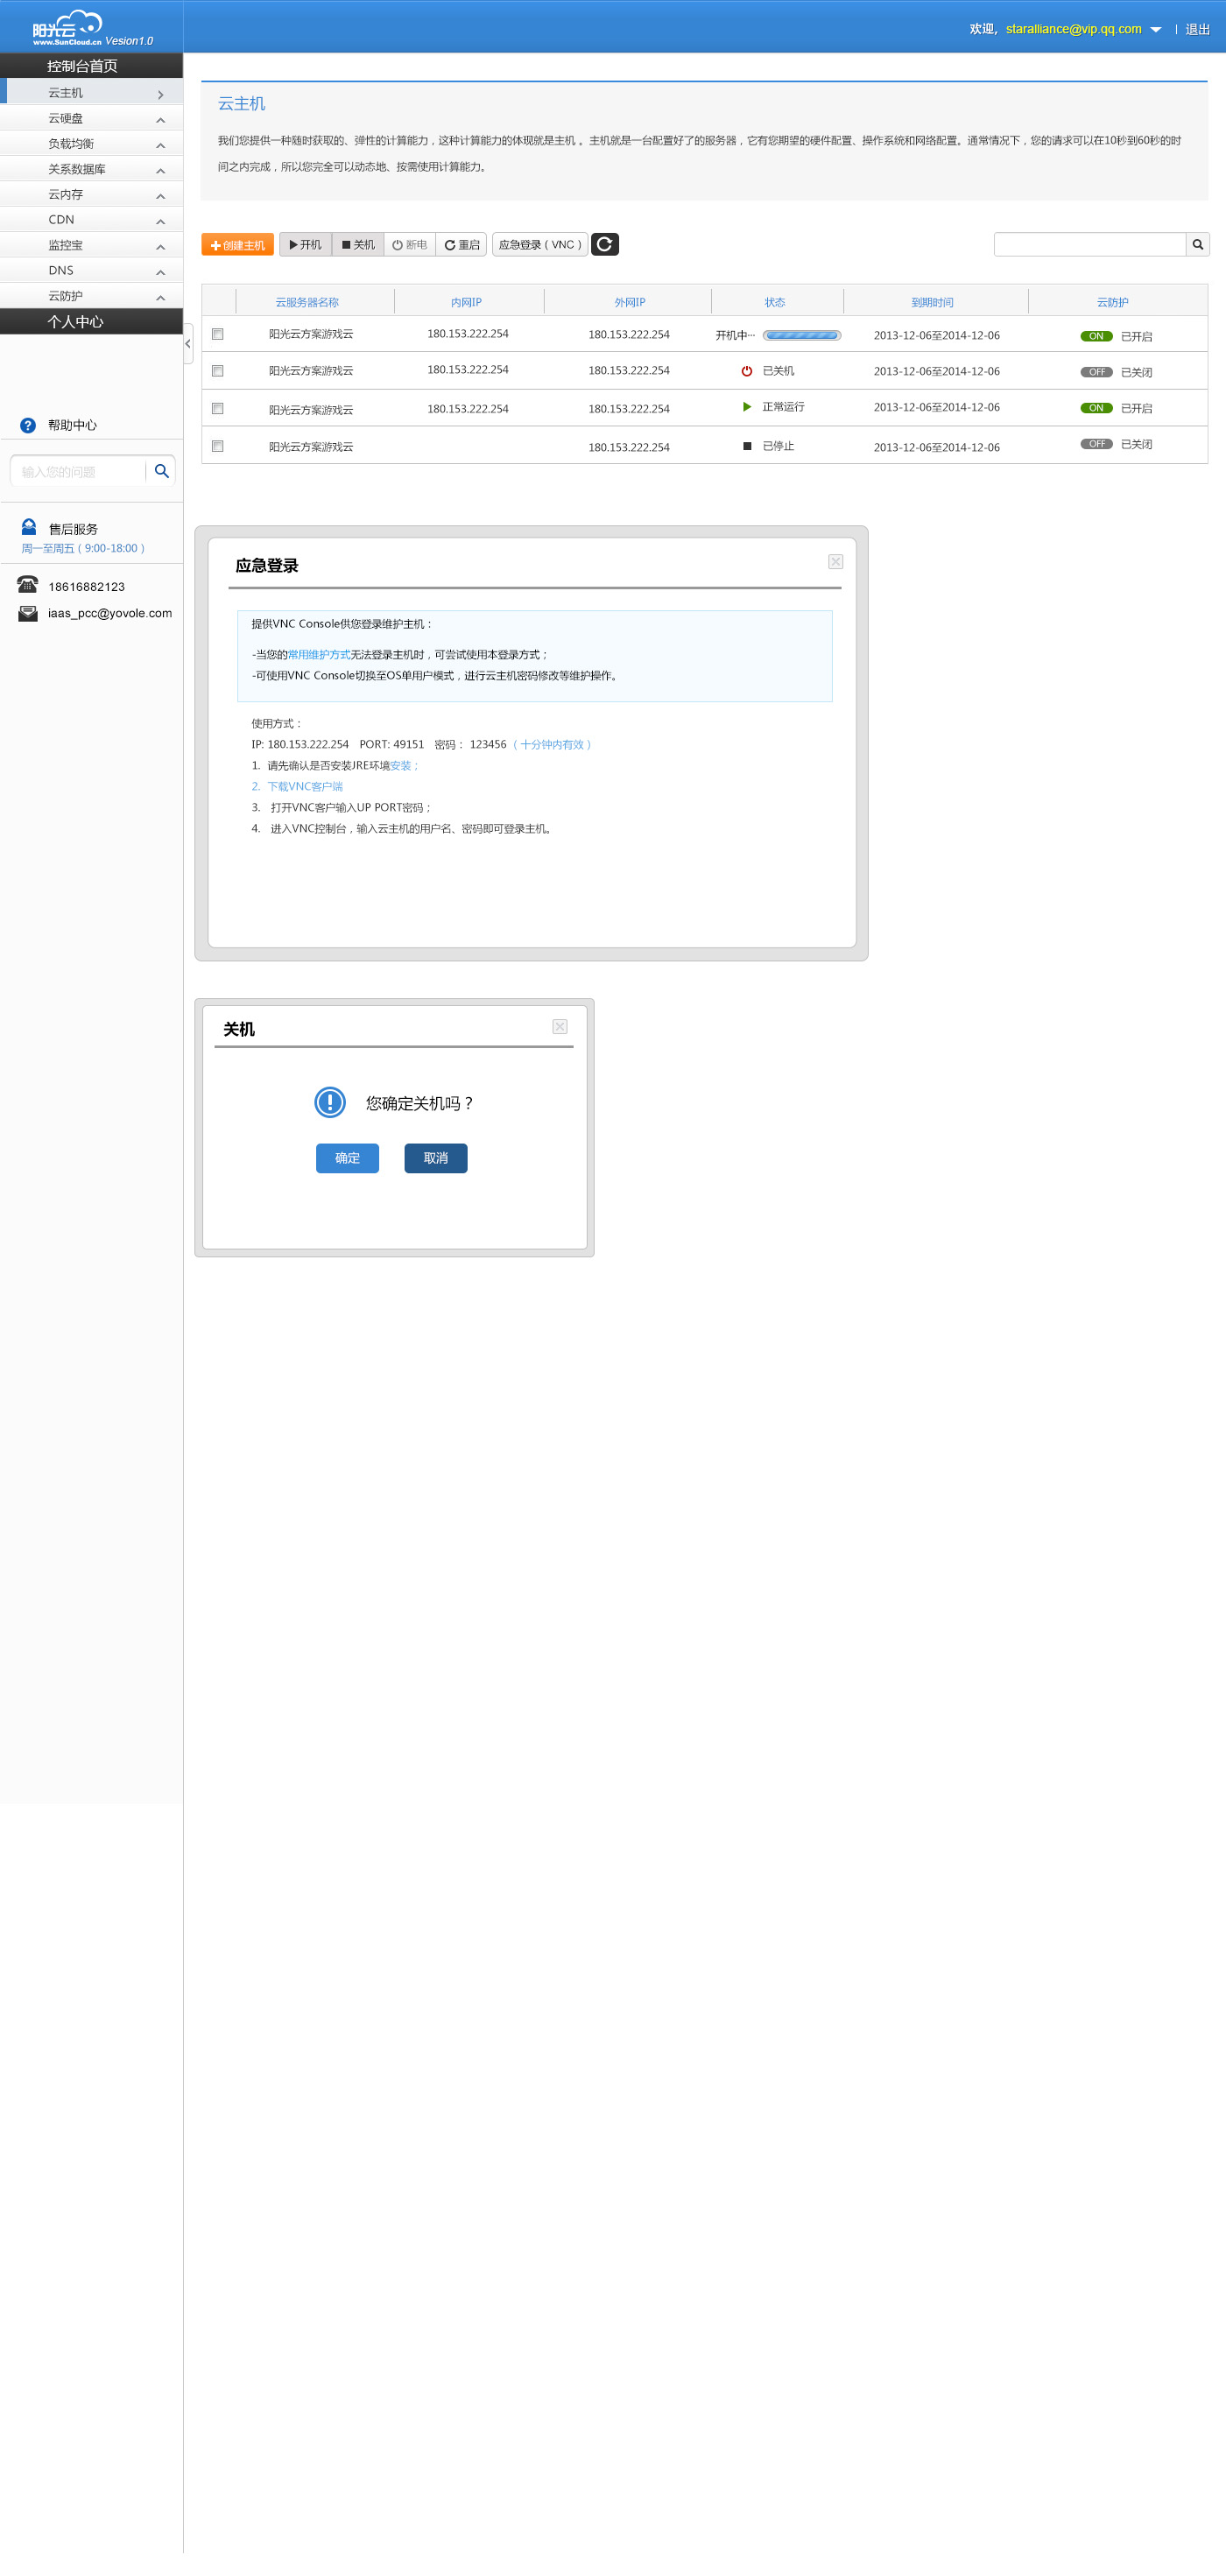 阳光云
www.SunCloud.cn Vesion1.0
欢迎, staralliance@vip.qq.com 退出
控制台首页
云主机
云硬盘
负载均衡
关系数据库
云内存
CDN
监控宝
DNS
云防护
个人中心
帮助中心
输入您的问题
售后服务
周一至周五（9:00-18:00）
18616882123
iaas_pcc@yovole.com
云主机
我们您提供一种随时获取的、弹性的计算能力，这种计算能力的体现就是主机 。主机就是一台配置好了的服务器，它有您期望的硬件配置、操作系统和网络配置。通常情况下，您的请求可以在10秒到60秒的时
间之内完成，所以您完全可以动态地、按需使用计算能力。
创建主机 开机 关机 断电 重启 应急登录（VNC）
云服务器名称 内网IP 外网IP 状态 到期时间 云防护
阳光云方案游戏云 180.153.222.254 180.153.222.254 开机中··· 2013-12-06至2014-12-06 ON 已开启
阳光云方案游戏云 180.153.222.254 180.153.222.254 已关机 2013-12-06至2014-12-06 OFF 已关闭
阳光云方案游戏云 180.153.222.254 180.153.222.254 正常运行 2013-12-06至2014-12-06 ON 已开启
阳光云方案游戏云 180.153.222.254 已停止 2013-12-06至2014-12-06 OFF 已关闭
应急登录
提供VNC Console供您登录维护主机：
-当您的常用维护方式无法登录主机时，可尝试使用本登录方式；
-可使用VNC Console切换至OS单用户模式，进行云主机密码修改等维护操作。
使用方式：
IP: 180.153.222.254 PORT: 49151 密码： 123456（十分钟内有效）
1. 请先确认是否安装JRE环境安装；
2. 下载VNC客户端
3. 打开VNC客户输入UP PORT密码；
4. 进入VNC控制台，输入云主机的用户名、密码即可登录主机。
关机
您确定关机吗？
确定 取消